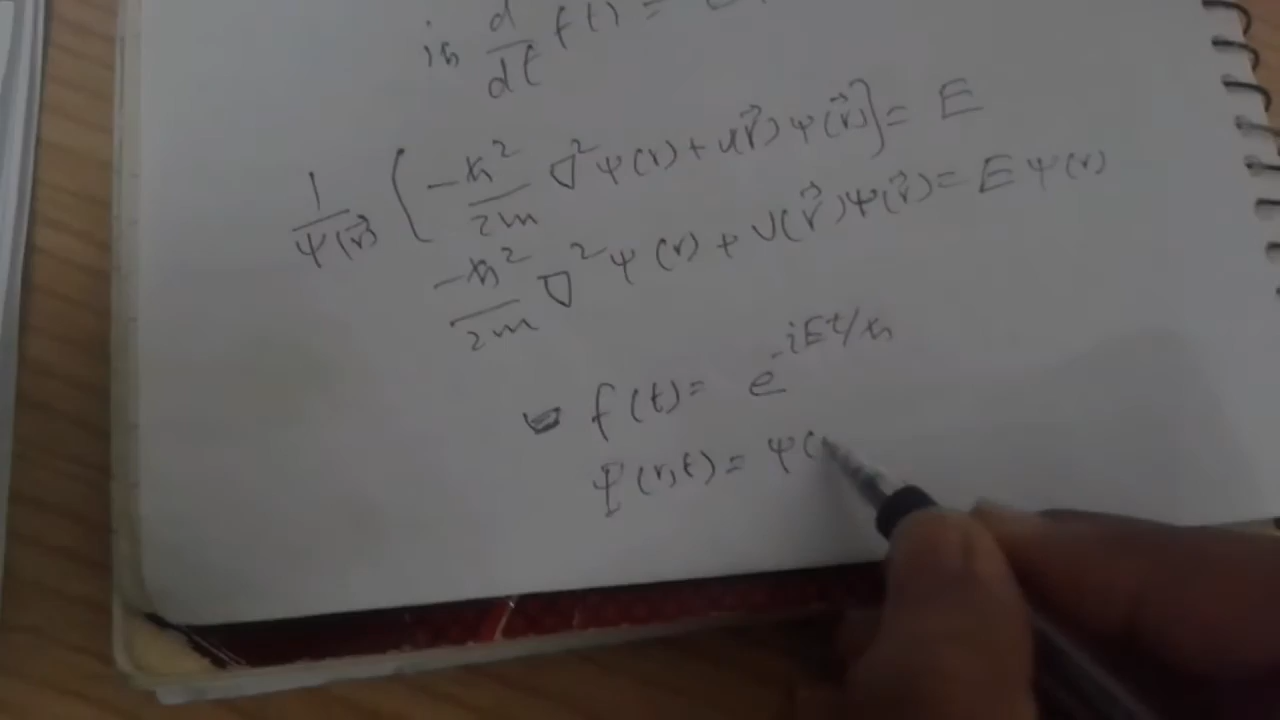 iħ d/dt f(t) =
1/ψ(r⃗) [ -ħ²/2m ∇²ψ(r) + U(r⃗) ψ(r⃗) ] = E
-ħ²/2m ∇²ψ(r) + U(r⃗)ψ(r⃗) = Eψ(r)
f(t) = e^-iEt/ħ
Ψ(r,t) = ψ(